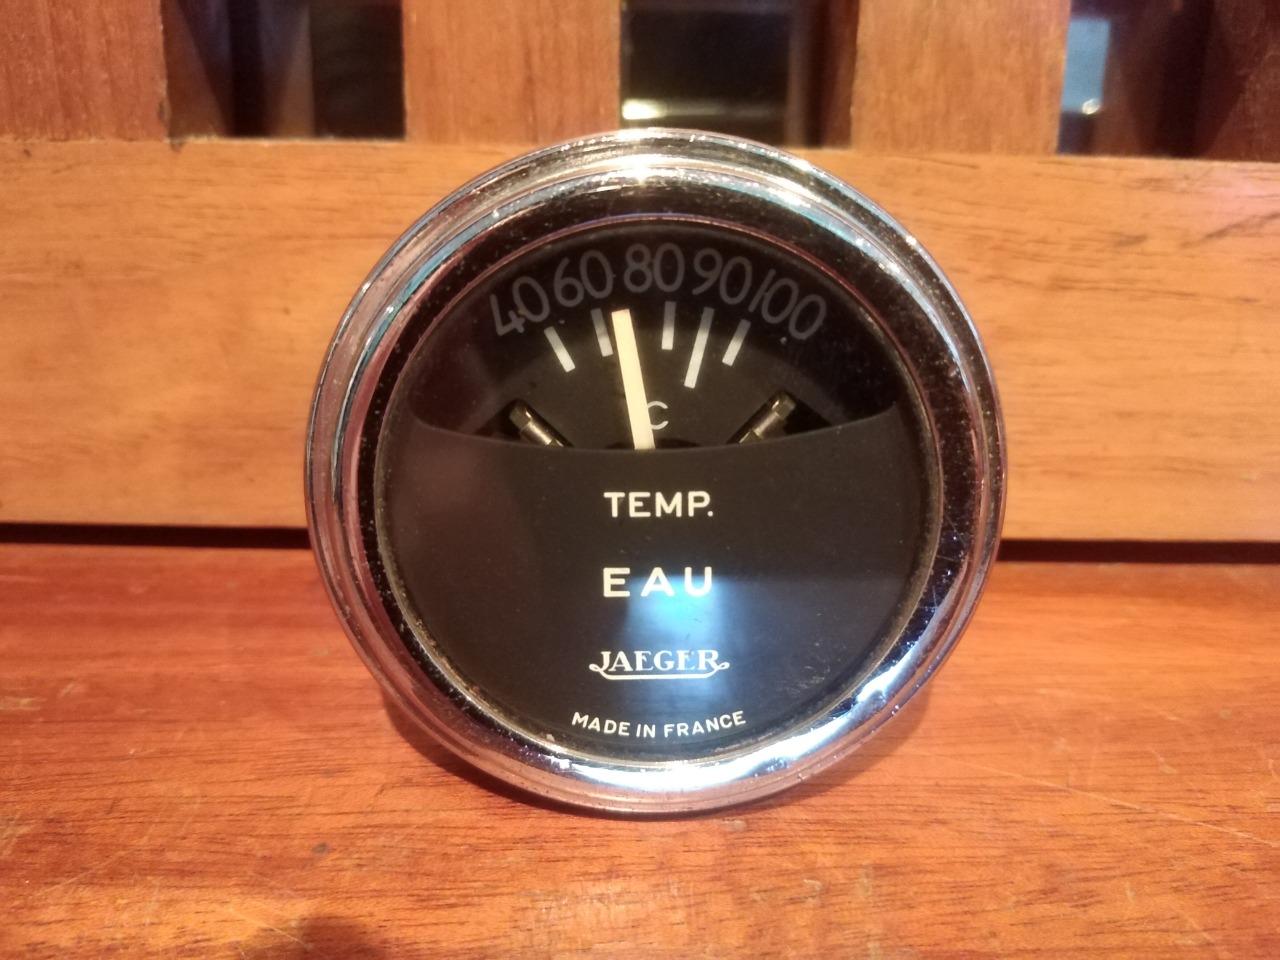 40 60 80 90 100
C
TEMP.
EAU
JAEGER
MADE IN FRANCE